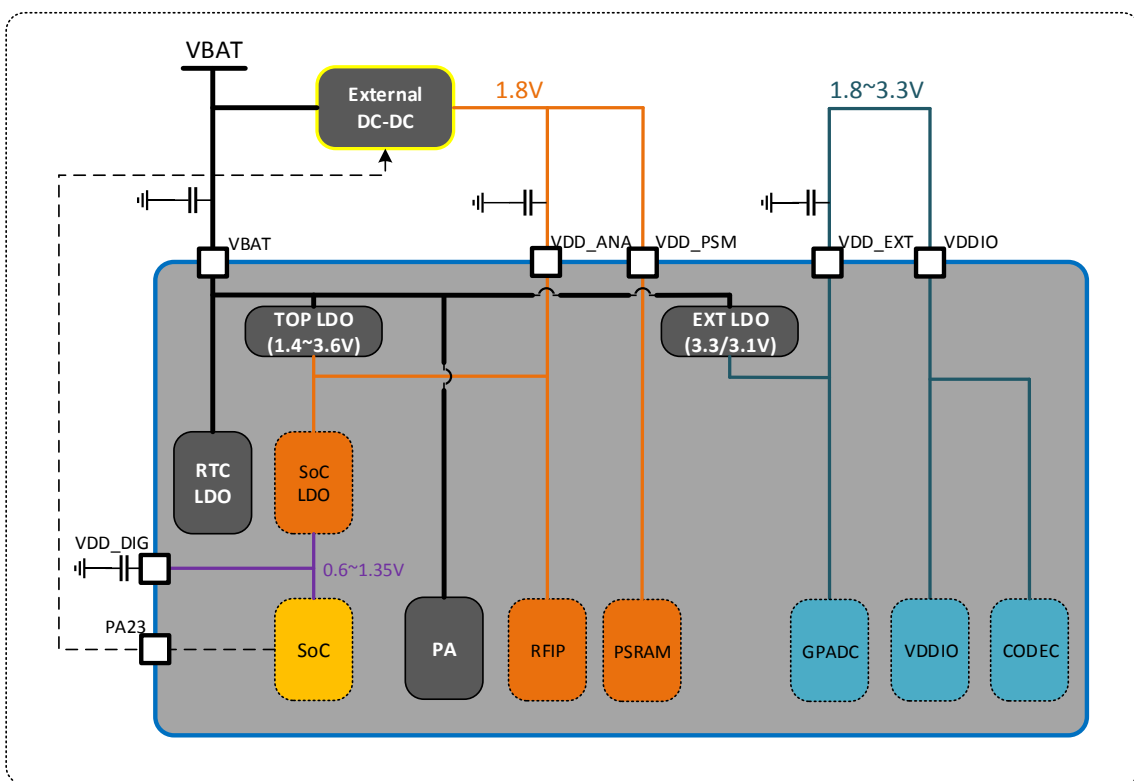 VBAT
External
DC-DC
1.8V
1.8~3.3V
VBAT
VDD_ANA
VDD_PSM
VDD_EXT
VDDIO
TOP LDO
(1.4~3.6V)
EXT LDO
(3.3/3.1V)
RTC
LDO
SoC
LDO
VDD_DIG
0.6~1.35V
PA23
SoC
PA
RFIP
PSRAM
GPADC
VDDIO
CODEC